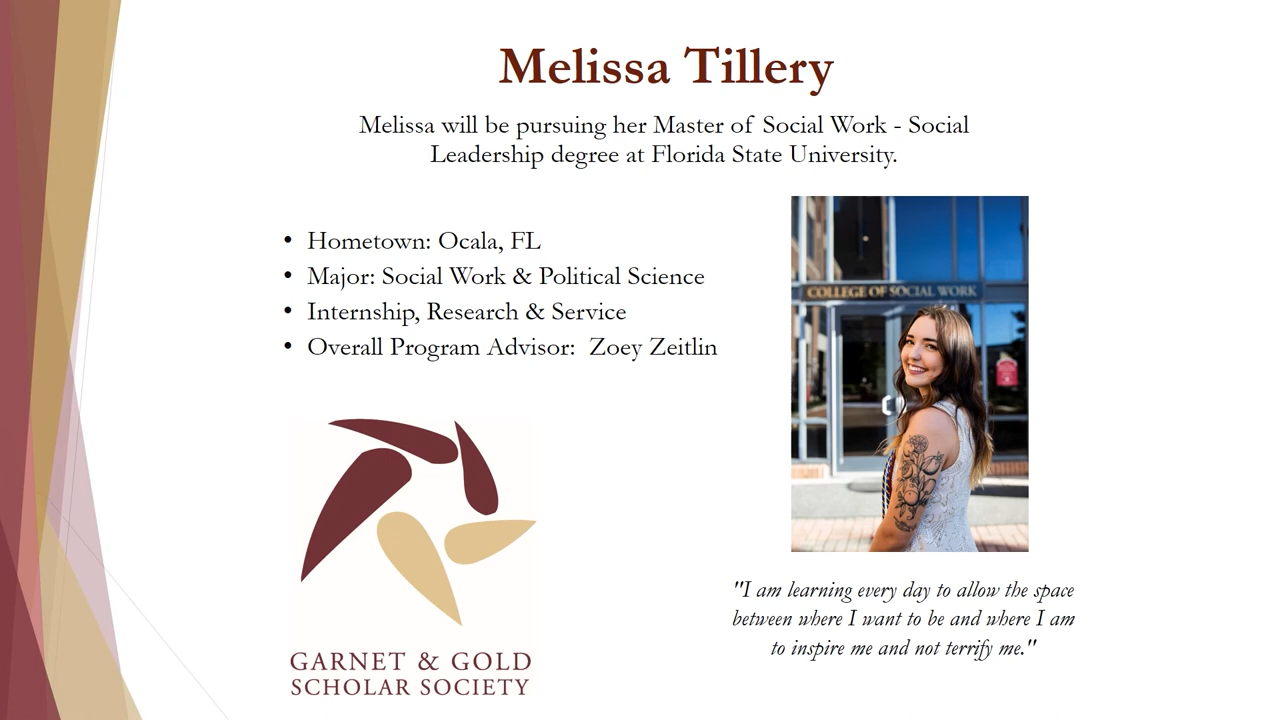 Melissa Tillery
Melissa will be pursuing her Master of Social Work - Social
Leadership degree at Florida State University.
• Hometown: Ocala, FL
• Major: Social Work & Political Science
• Internship, Research & Service
• Overall Program Advisor:  Zoey Zeitlin
COLLEGE OF SOCIAL WORK
"I am learning every day to allow the space
between where I want to be and where I am
to inspire me and not terrify me."
GARNET & GOLD
SCHOLAR SOCIETY